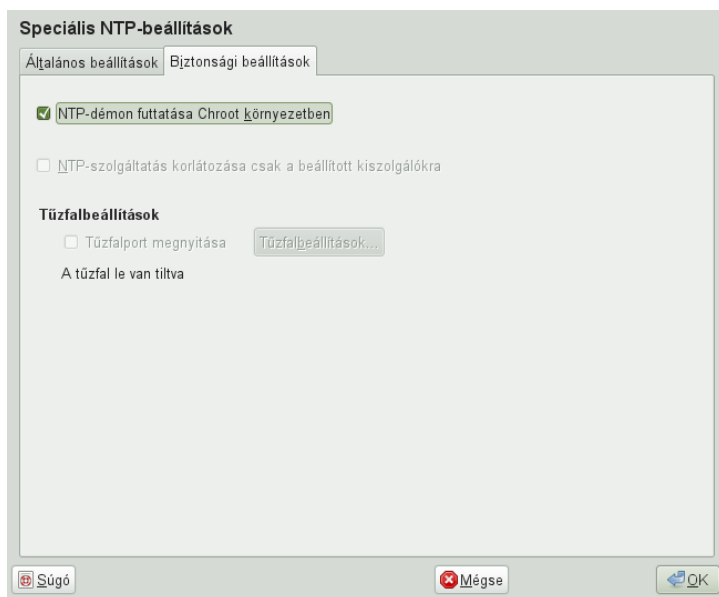 Speciális NTP-beállítások
Általános beállítások
Biztonsági beállítások
NTP-démon futtatása Chroot környezetben
NTP-szolgáltatás korlátozása csak a beállított kiszolgálókra
Tűzfalbeállítások
Tűzfalport megnyitása
Tűzfalbeállítások...
A tűzfal le van tiltva
Súgó
Mégse
OK